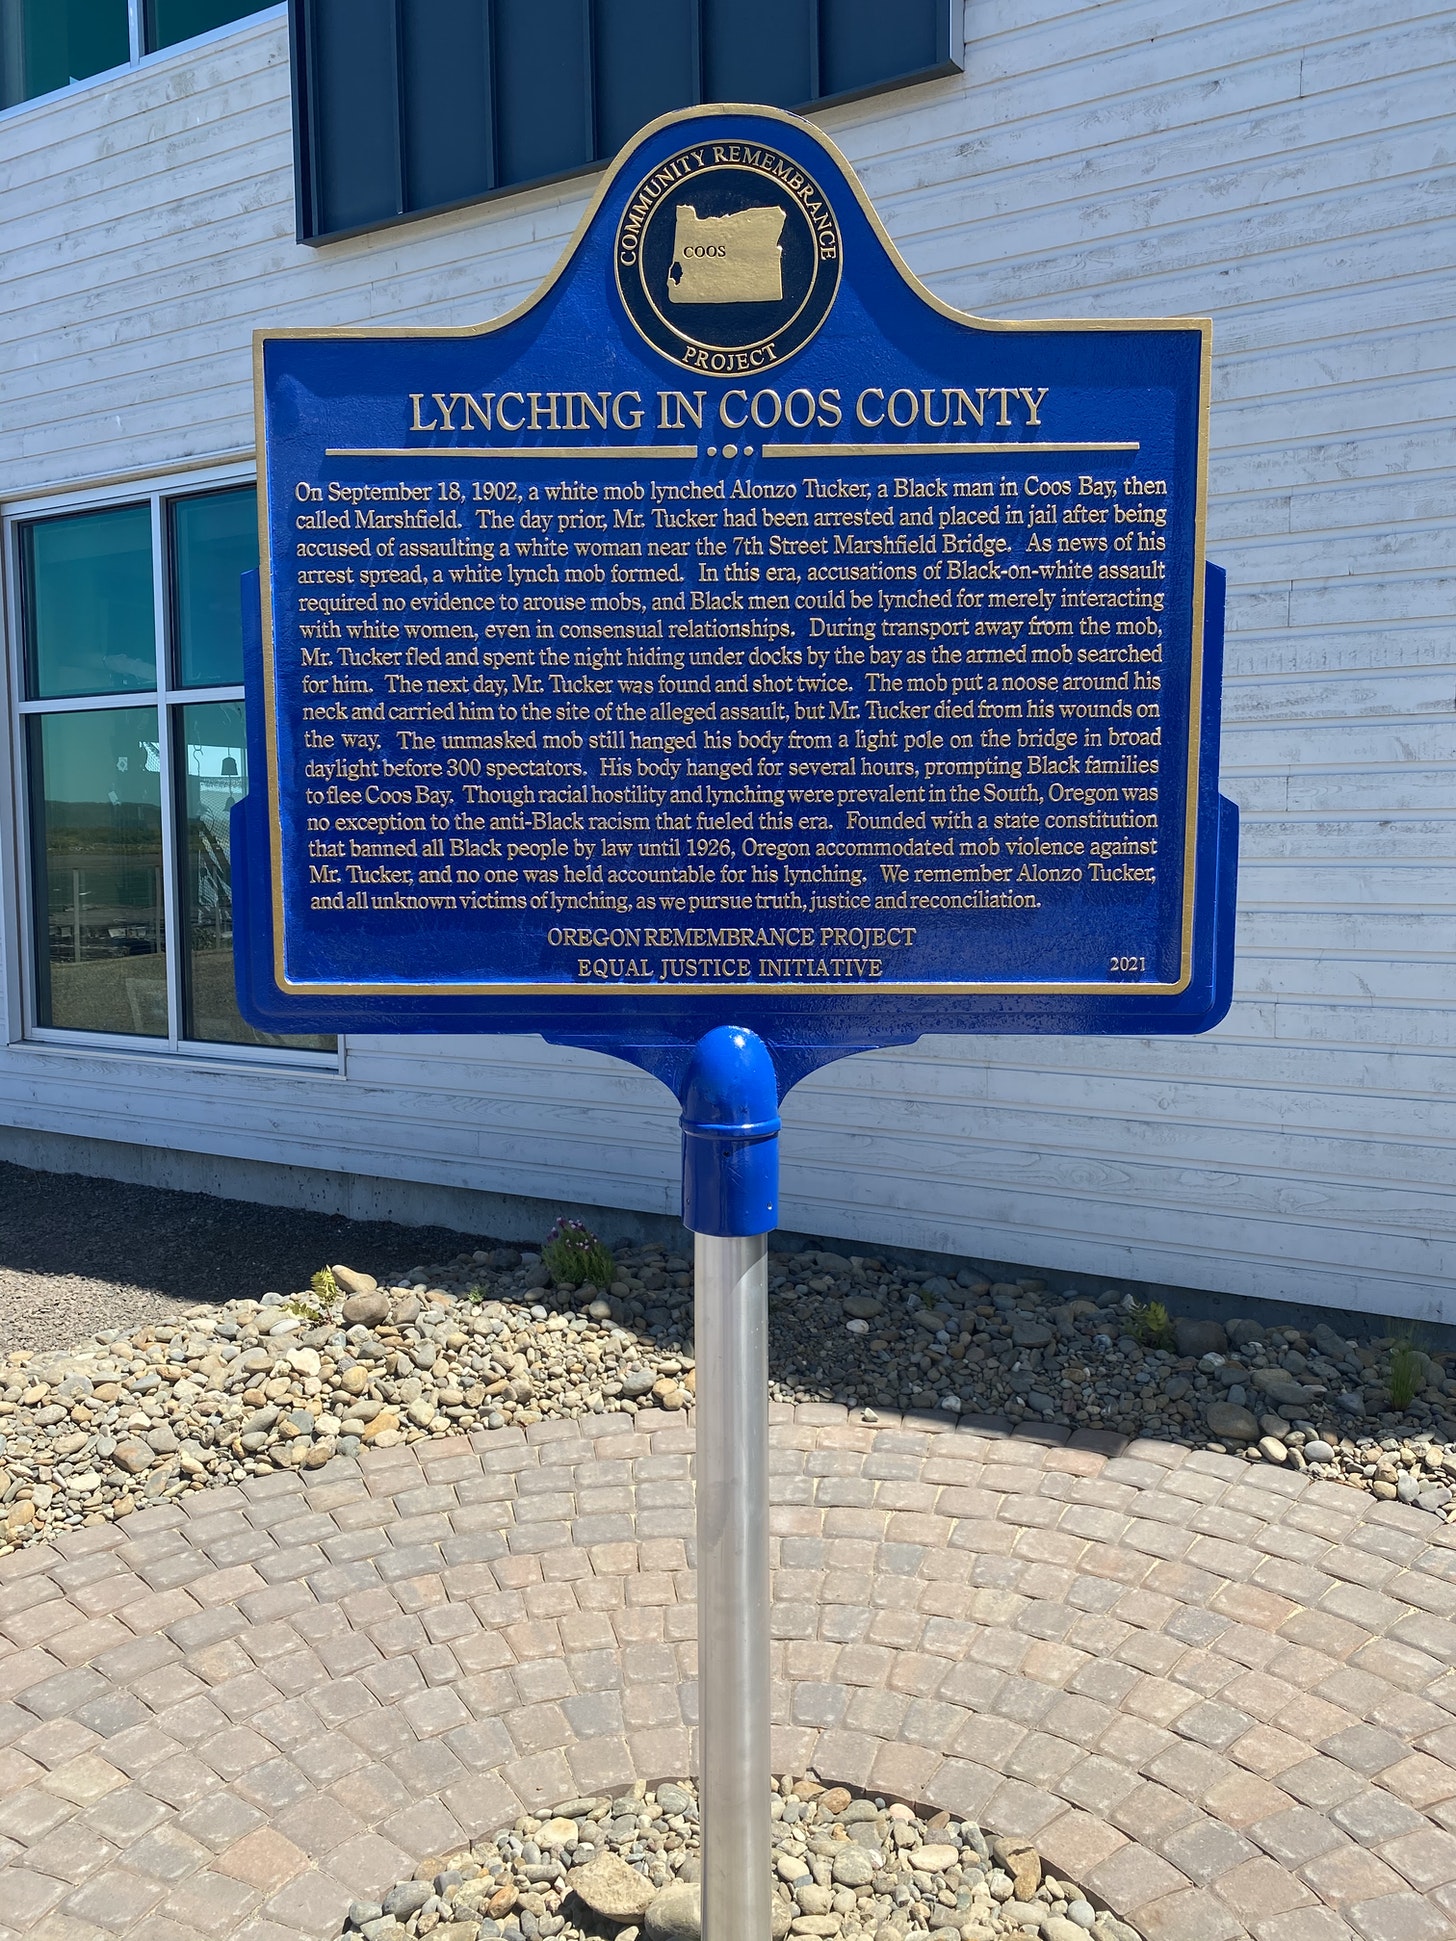 COMMUNITY REMEMBRANCE
COOS
PROJECT
LYNCHING IN COOS COUNTY
On September 18, 1902, a white mob lynched Alonzo Tucker, a Black man in Coos Bay, then
called Marshfield. The day prior, Mr. Tucker had been arrested and placed in jail after being
accused of assaulting a white woman near the 7th Street Marshfield Bridge. As news of his
arrest spread, a white lynch mob formed. In this era, accusations of Black-on-white assault
required no evidence to arouse mobs, and Black men could be lynched for merely interacting
with white women, even in consensual relationships. During transport away from the mob,
Mr. Tucker fled and spent the night hiding under docks by the bay as the armed mob searched
for him. The next day, Mr. Tucker was found and shot twice. The mob put a noose around his
neck and carried him to the site of the alleged assault, but Mr. Tucker died from his wounds on
the way. The unmasked mob still hanged his body from a light pole on the bridge in broad
daylight before 300 spectators. His body hanged for several hours, prompting Black families
to flee Coos Bay. Though racial hostility and lynching were prevalent in the South, Oregon was
no exception to the anti-Black racism that fueled this era. Founded with a state constitution
that banned all Black people by law until 1926, Oregon accommodated mob violence against
Mr. Tucker, and no one was held accountable for his lynching. We remember Alonzo Tucker,
and all unknown victims of lynching, as we pursue truth, justice and reconciliation.
OREGON REMEMBRANCE PROJECT
EQUAL JUSTICE INITIATIVE
2021